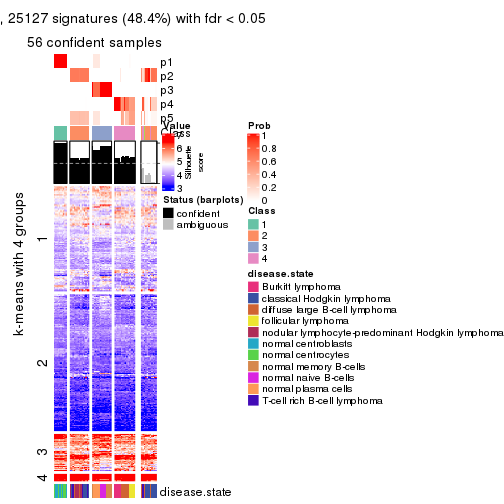 , 25127 signatures (48.4%) with fdr < 0.05
56 confident samples
p1
p2
p3
p4
p5
Class
Value
7
6
5
4
3
Silhouette
score
Prob
1
0.8
0.6
0.4
0.2
0
Status (barplots)
confident
ambiguous
Class
1
2
3
4
disease.state
Burkitt lymphoma
classical Hodgkin lymphoma
diffuse large B-cell lymphoma
follicular lymphoma
nodular lymphocyte-predominant Hodgkin lymphoma
normal centroblasts
normal centrocytes
normal memory B-cells
normal naive B-cells
normal plasma cells
T-cell rich B-cell lymphoma
k-means with 4 groups
1
2
3
4
disease.state